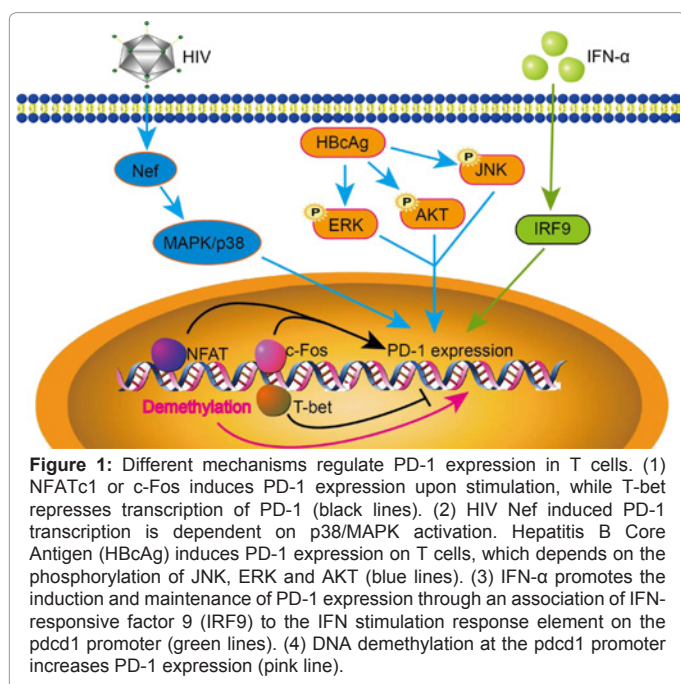 HIV
IFN-α
HBcAg
P
JNK
Nef
P
ERK
P
AKT
MAPK/p38
IRF9
NFAT
c-Fos
PD-1 expression
Demethylation
T-bet
Figure 1: Different mechanisms regulate PD-1 expression in T cells. (1)
NFATc1 or c-Fos induces PD-1 expression upon stimulation, while T-bet
represses transcription of PD-1 (black lines). (2) HIV Nef induced PD-1
transcription is dependent on p38/MAPK activation. Hepatitis B Core
Antigen (HBcAg) induces PD-1 expression on T cells, which depends on the
phosphorylation of JNK, ERK and AKT (blue lines). (3) IFN-α promotes the
induction and maintenance of PD-1 expression through an association of IFN-
responsive factor 9 (IRF9) to the IFN stimulation response element on the
pdcd1 promoter (green lines). (4) DNA demethylation at the pdcd1 promoter
increases PD-1 expression (pink line).